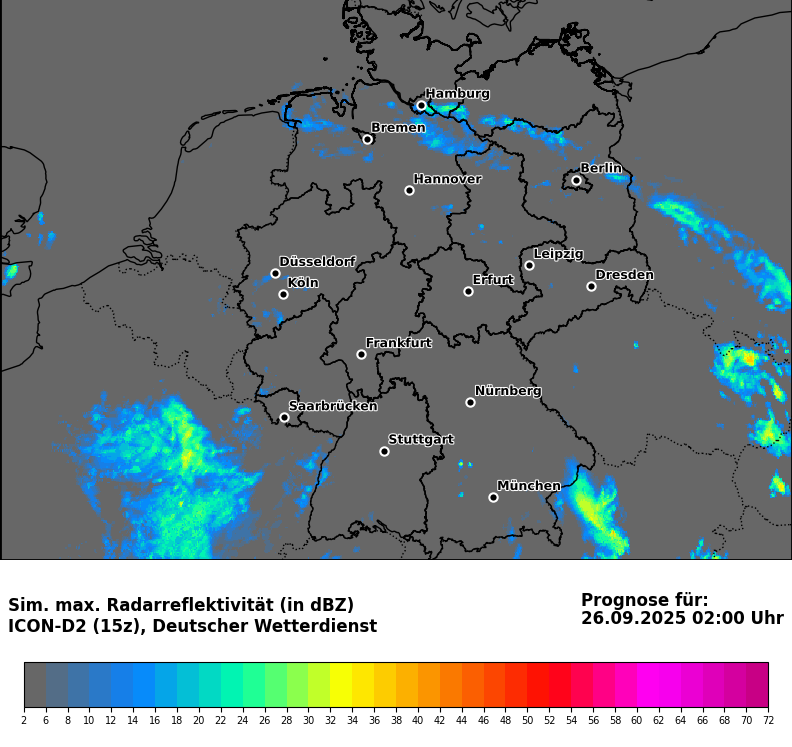 Hamburg
Bremen
Berlin
Hannover
Leipzig
Düsseldorf
Dresden
Erfurt
Köln
Frankfurt
Nürnberg
Saarbrücken
Stuttgart
München
Sim. max. Radarreflektivität (in dBZ)
ICON-D2 (15z), Deutscher Wetterdienst
Prognose für:
26.09.2025 02:00 Uhr
2 6 8 10 12 14 16 18 20 22 24 26 28 30 32 34 36 38 40 42 44 46 48 50 52 54 56 58 60 62 64 66 68 70 72